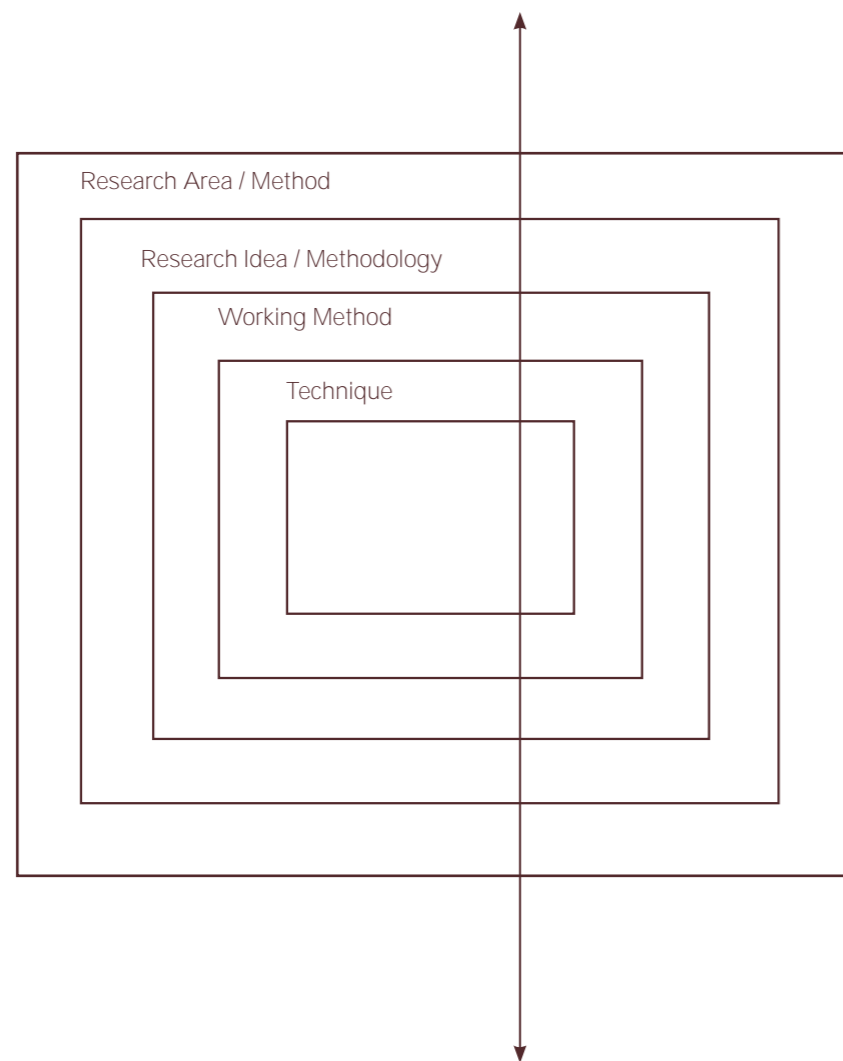 Research Area / Method
Research Idea / Methodology
Working Method
Technique